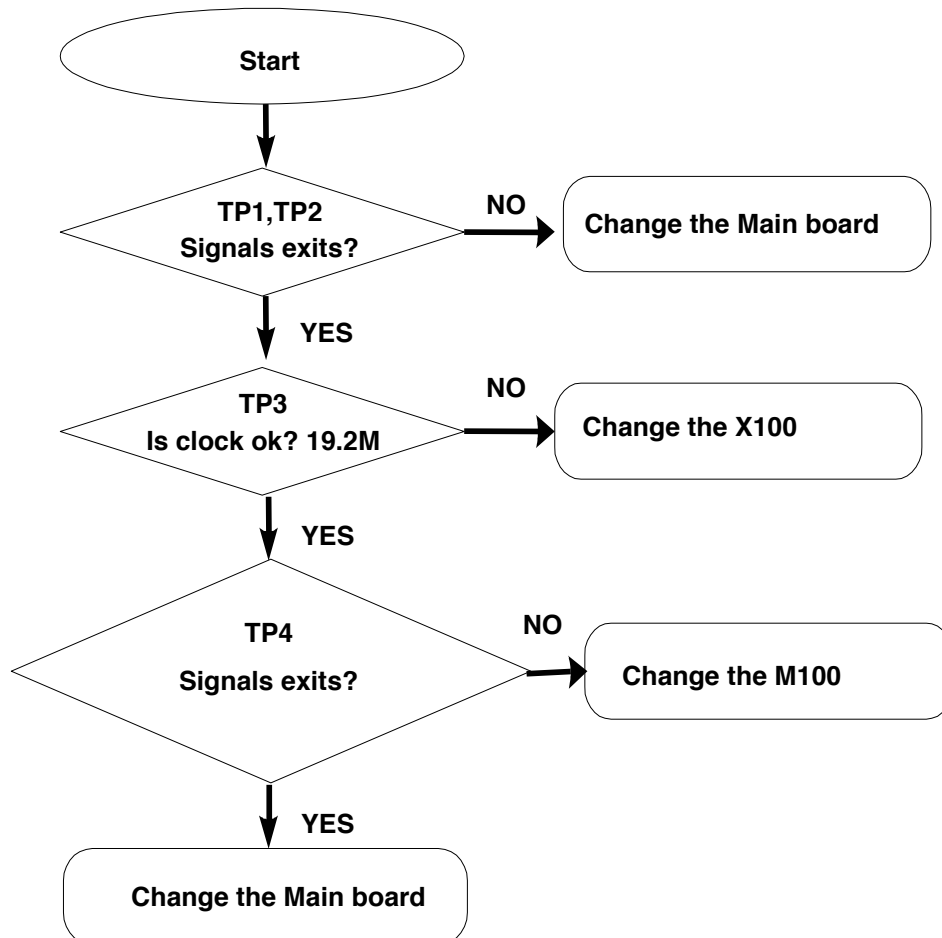 Start
TP1,TP2
Signals exits?
NO
Change the Main board
YES
TP3
Is clock ok? 19.2M
NO
Change the X100
YES
TP4
Signals exits?
NO
Change the M100
YES
Change the Main board